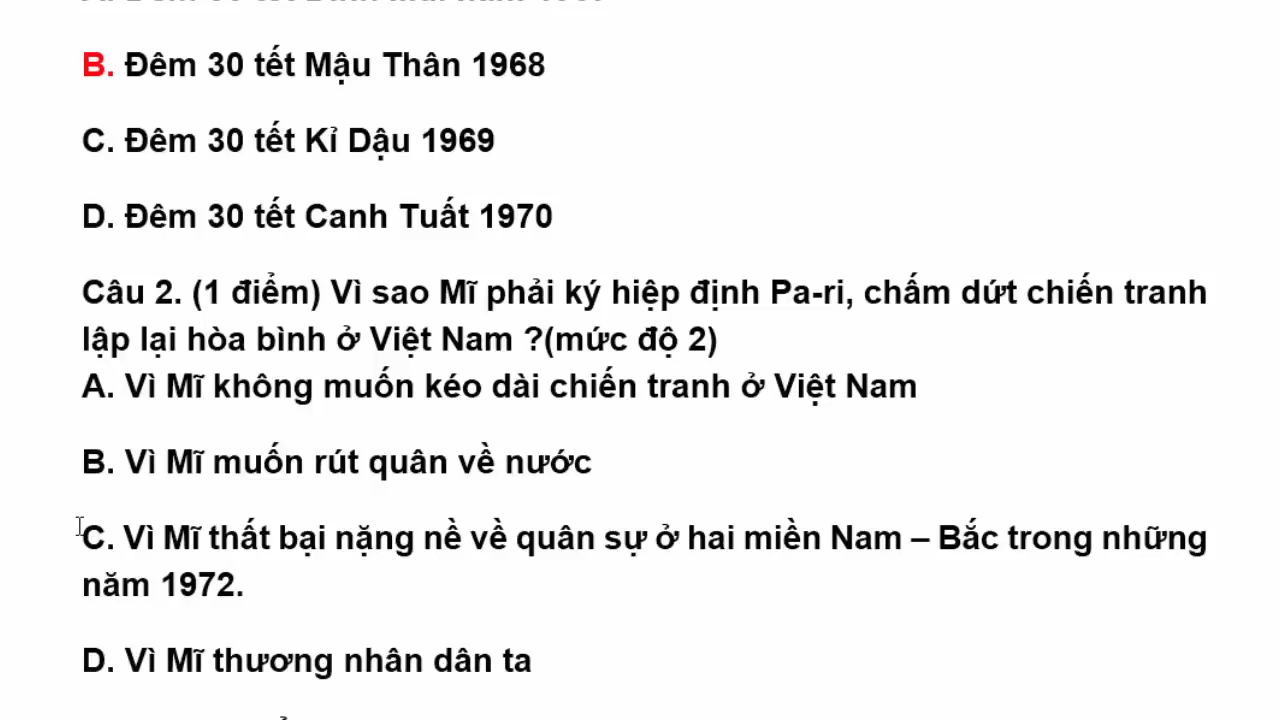 B. Đêm 30 tết Mậu Thân 1968
C. Đêm 30 tết Kỉ Dậu 1969
D. Đêm 30 tết Canh Tuất 1970
Câu 2. (1 điểm) Vì sao Mĩ phải ký hiệp định Pa-ri, chấm dứt chiến tranh
lập lại hòa bình ở Việt Nam ?(mức độ 2)
A. Vì Mĩ không muốn kéo dài chiến tranh ở Việt Nam
B. Vì Mĩ muốn rút quân về nước
C. Vì Mĩ thất bại nặng nề về quân sự ở hai miền Nam – Bắc trong những
năm 1972.
D. Vì Mĩ thương nhân dân ta